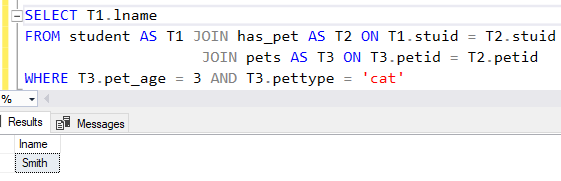 SELECT T1.lname
FROM student AS T1 JOIN has_pet AS T2 ON T1.stuid = T2.stuid
JOIN pets AS T3 ON T3.petid = T2.petid
WHERE T3.pet_age = 3 AND T3.pettype = 'cat'
%
Results Messages
lname
Smith